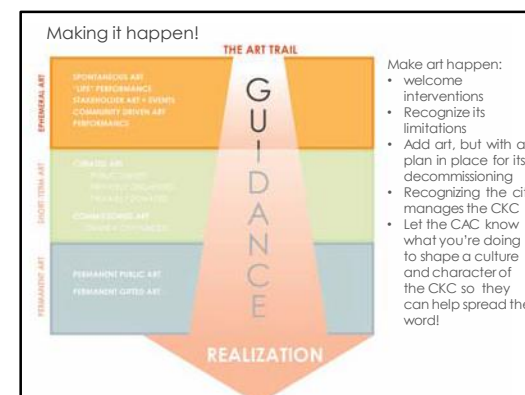 Making it happen!
THE ART TRAIL
EPHEMERAL ART
SPONTANEOUS ART
"LIFE" PERFORMANCE
STAKEHOLDER ART + EVENTS
COMMUNITY DRIVEN ART
PERFORMANCE
SHORT-TERM ART
CURATED ART
COMMISSIONED ART
PERMANENT ART
PERMANENT PUBLIC ART
PERMANENT GIFTED ART
GUIDANCE
REALIZATION
Make art happen:
• welcome
interventions
• Recognize its
limitations
• Add art, but with a
plan in place for its
decommissioning
• Recognizing the cit
manages the CKC
• Let the CAC know
what you're doing
to shape a culture
and character of
the CKC so they
can help spread the
word!